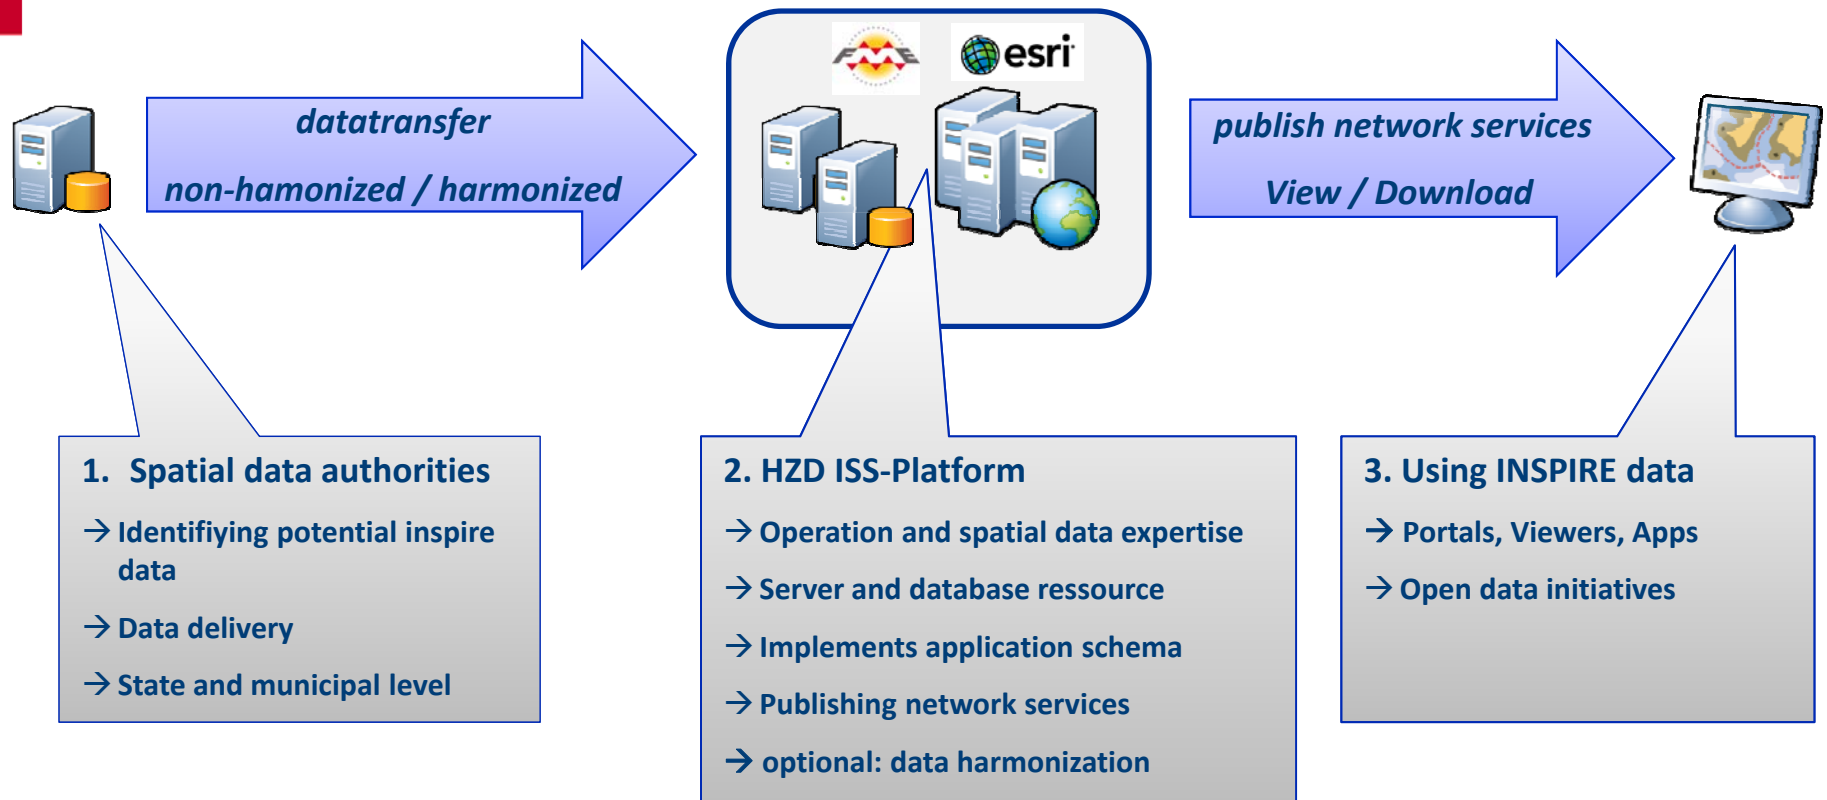 FME
esri
datatransfer
non-hamonized / harmonized
publish network services
View / Download
1. Spatial data authorities
→ Identifiying potential inspire
data
→ Data delivery
→ State and municipal level
2. HZD ISS-Platform
→ Operation and spatial data expertise
→ Server and database ressource
→ Implements application schema
→ Publishing network services
→ optional: data harmonization
3. Using INSPIRE data
→ Portals, Viewers, Apps
→ Open data initiatives